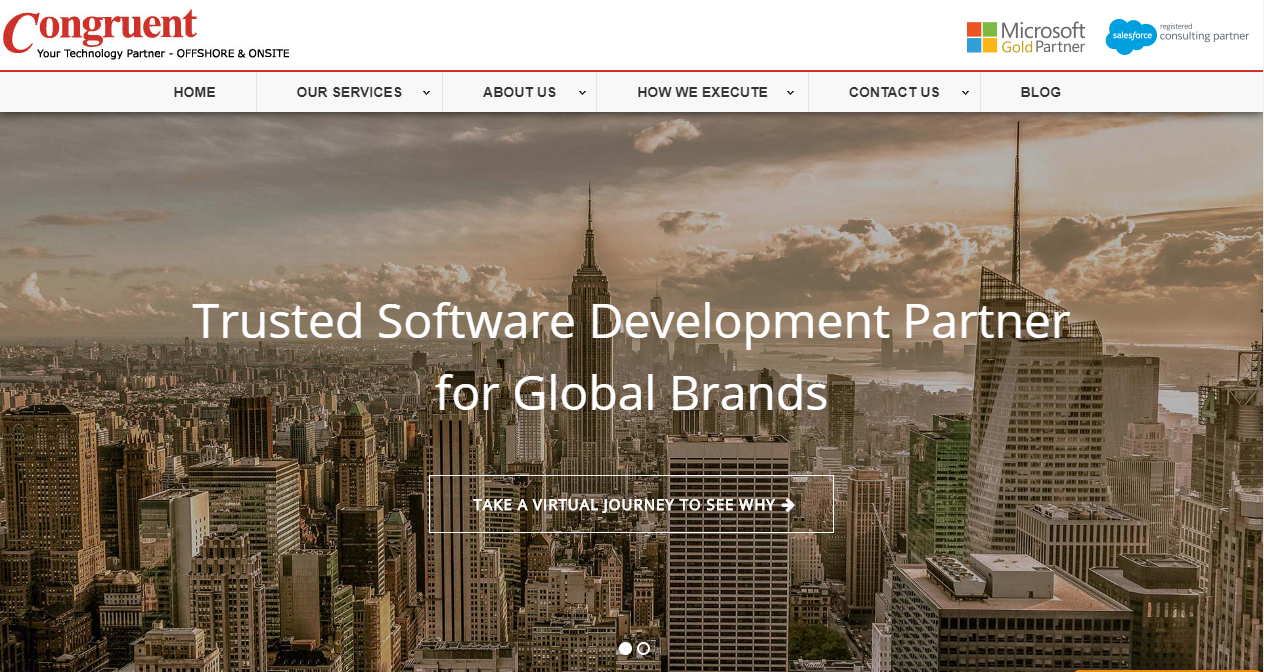 Congruent
Your Technology Partner - OFFSHORE & ONSITE
Microsoft
Gold Partner
salesforce
registered
consulting partner
HOME OUR SERVICES ABOUT US HOW WE EXECUTE CONTACT US BLOG
Trusted Software Development Partner
for Global Brands
TAKE A VIRTUAL JOURNEY TO SEE WHY